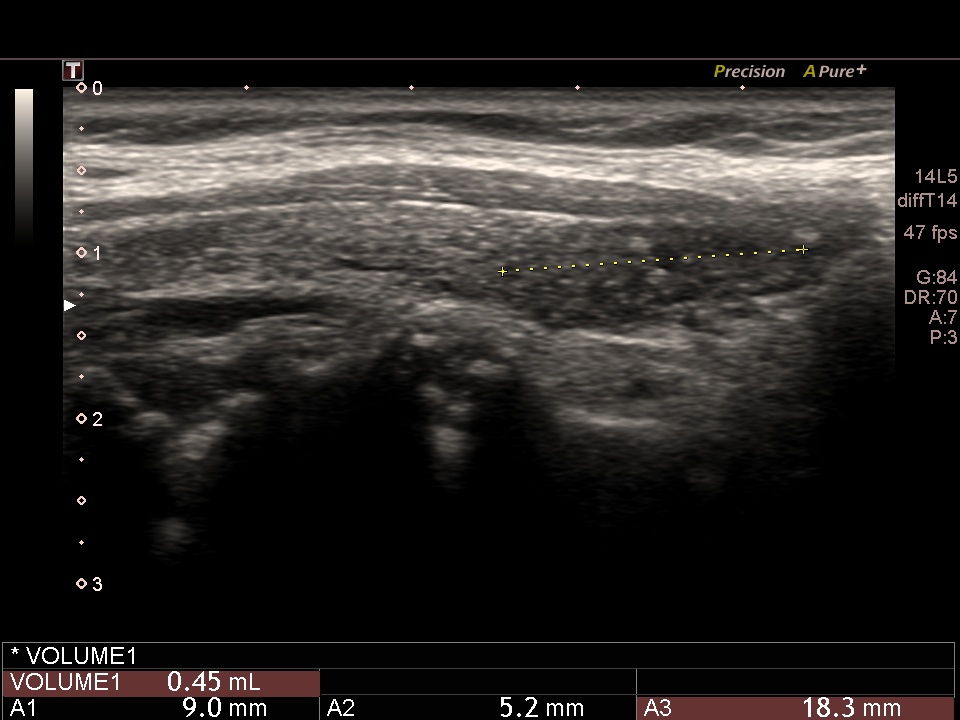 T
Precision A Pure+
0
14L5
diffT14
47 fps
1
G:84
DR:70
A:7
P:3
2
3
* VOLUME1
VOLUME1 0.45 mL
A1 9.0 mm A2 5.2 mm A3 18.3 mm